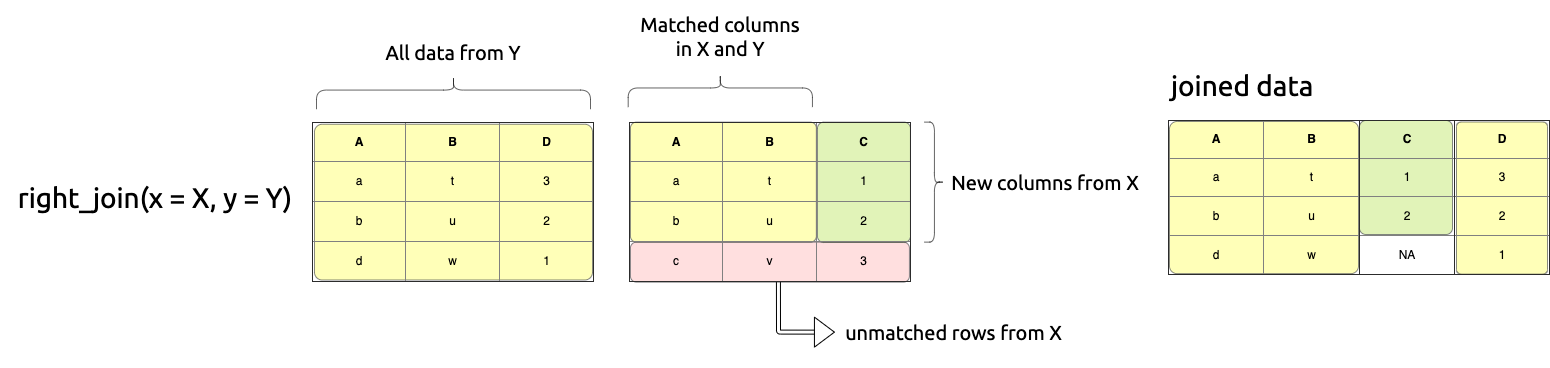 right_join(x = X, y = Y)
All data from Y
A B D
a t 3
b u 2
d w 1
Matched columns
in X and Y
A B C
a t 1
b u 2
c v 3
New columns from X
unmatched rows from X
joined data
A B C D
a t 1 3
b u 2 2
d w NA 1